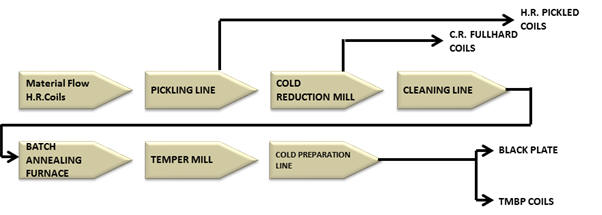 H.R. PICKLED
COILS
C.R. FULLHARD
COILS
Material Flow
H.R.Coils
PICKLING LINE
COLD
REDUCTION MILL
CLEANING LINE
BATCH
ANNEALING
FURNACE
TEMPER MILL
COLD PREPARATION
LINE
BLACK PLATE
TMBP COILS